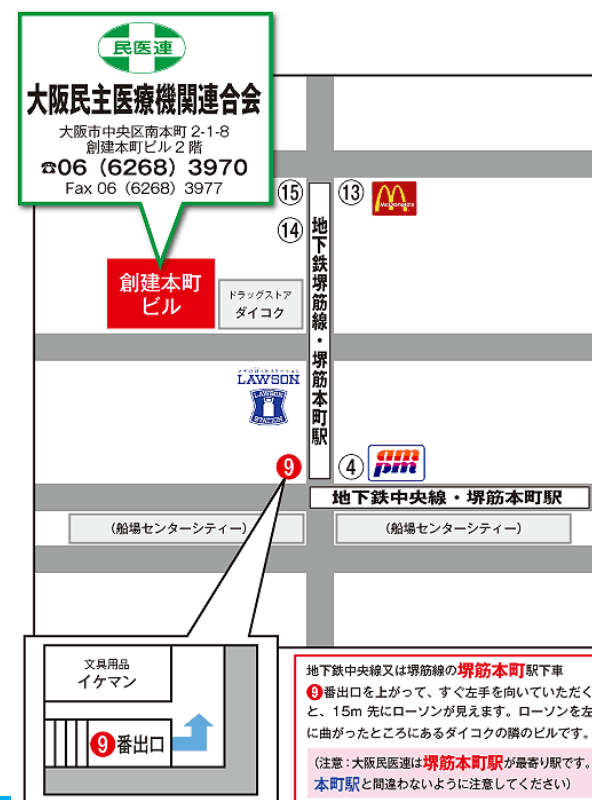 民医連
大阪民主医療機関連合会
大阪市中央区南本町 2-1-8
創建本町ビル 2 階
☎06（6268）3970
Fax 06（6268）3977
⑮
⑬
McDonald's
⑭
地下鉄堺筋線・堺筋本町駅
創建本町
ビル
ドラッグストア
ダイコク
LAWSON
LAWSON
STATION
❾
④
am
pm
地下鉄中央線・堺筋本町駅
（船場センターシティー）
（船場センターシティー）
文具用品
イケマン
❾番出口
地下鉄中央線又は堺筋線の堺筋本町駅下車
❾番出口を上がって、すぐ左手を向いていただく
と、15m 先にローソンが見えます。ローソンを左
に曲がったところにあるダイコクの隣のビルです。
（注意：大阪民医連は堺筋本町駅が最寄り駅です。
本町駅と間違わないように注意してください）